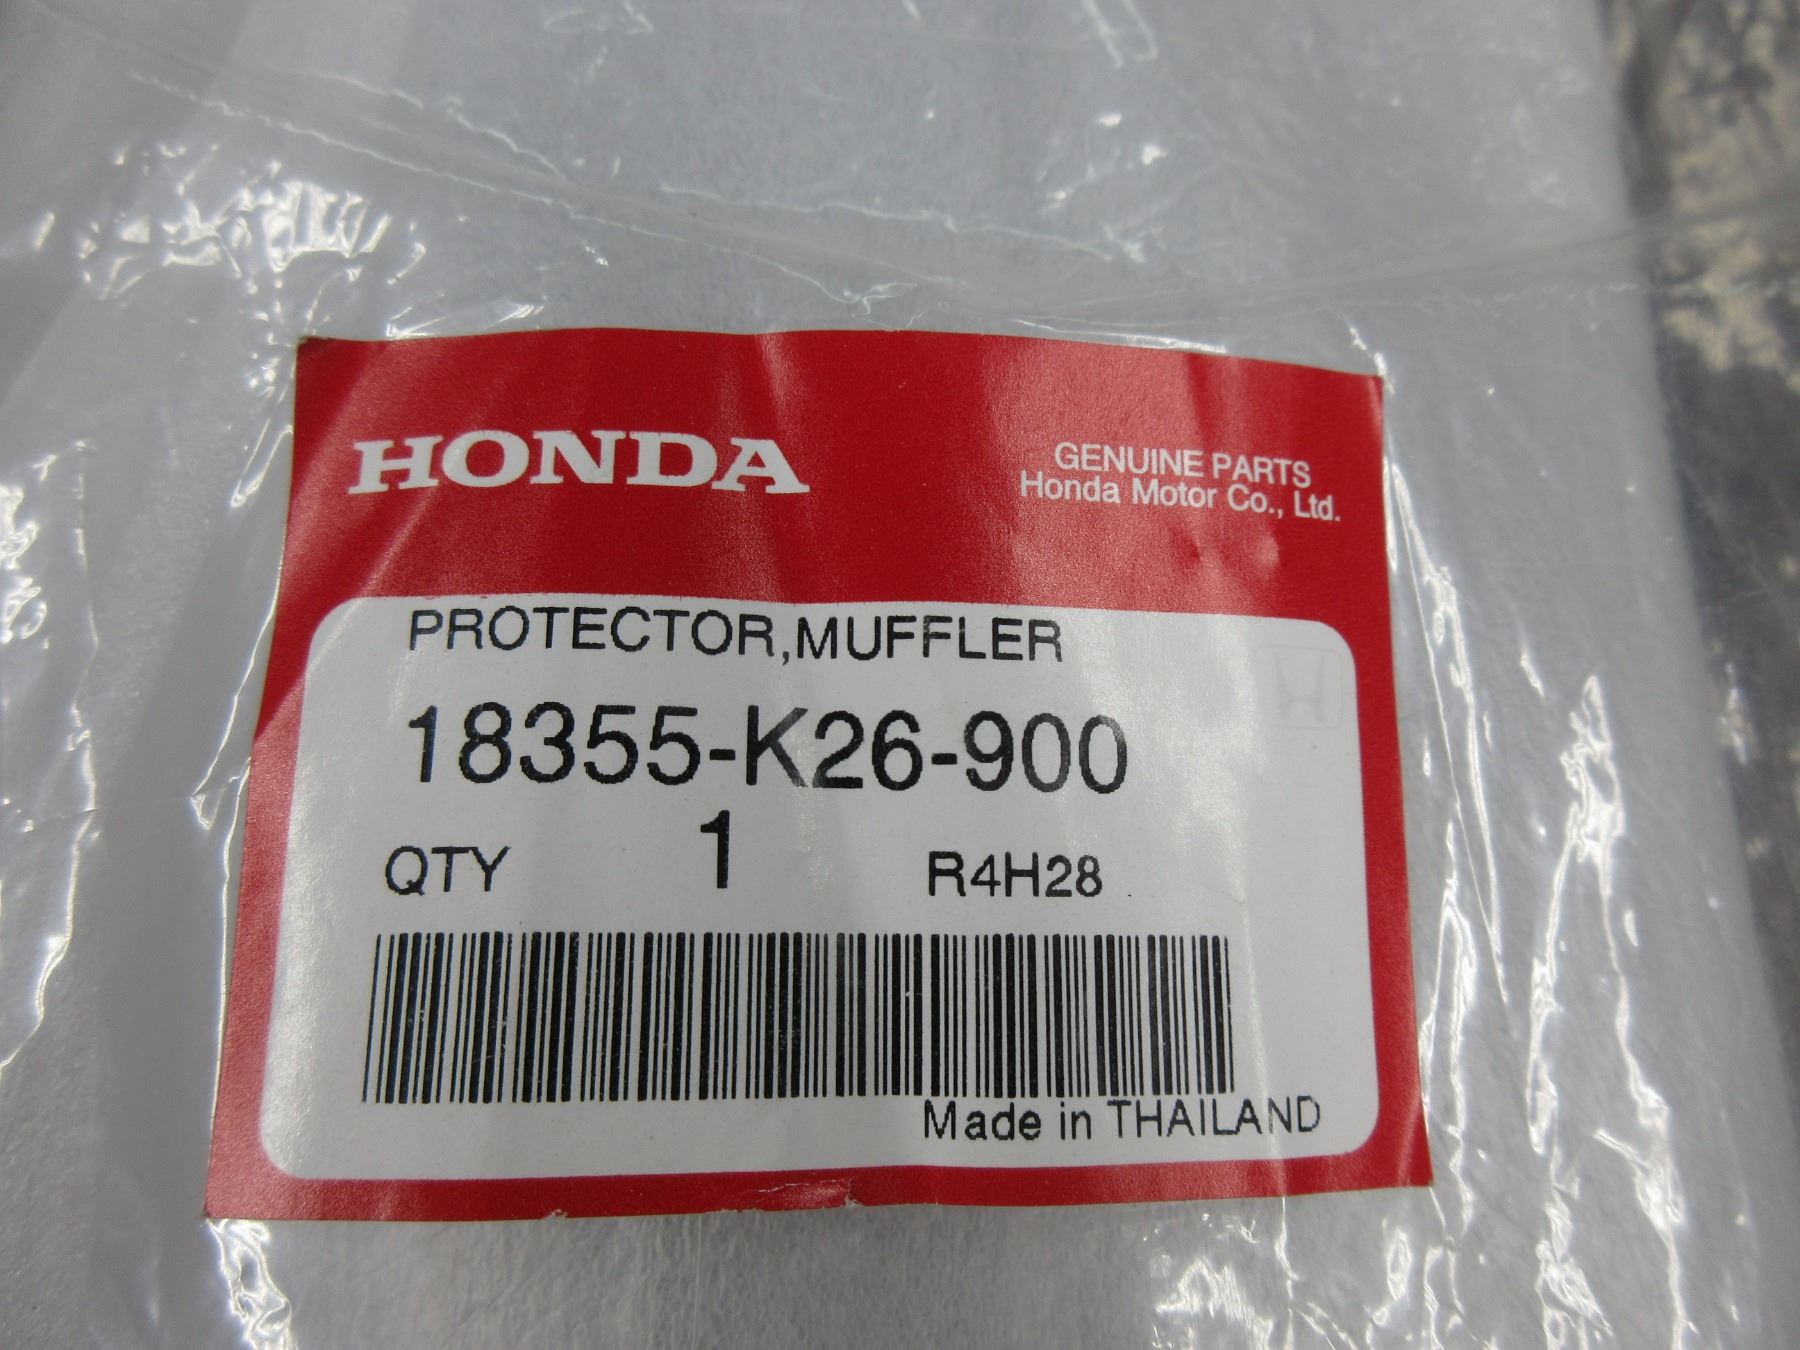 HONDA
GENUINE PARTS
Honda Motor Co., Ltd.
PROTECTOR,MUFFLER
18355-K26-900
QTY 1 R4H28
Made in THAILAND